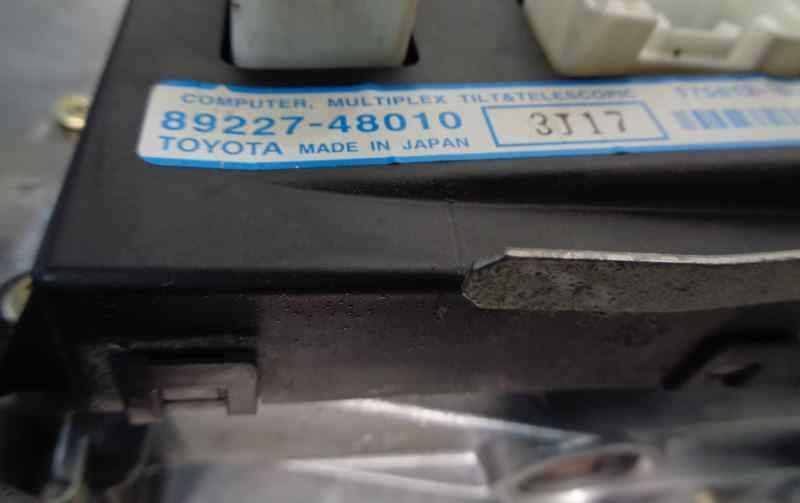 COMPUTER, MULTIPLEX TILT&TELESCOPIC
89227-48010
3J17
TOYOTA MADE IN JAPAN